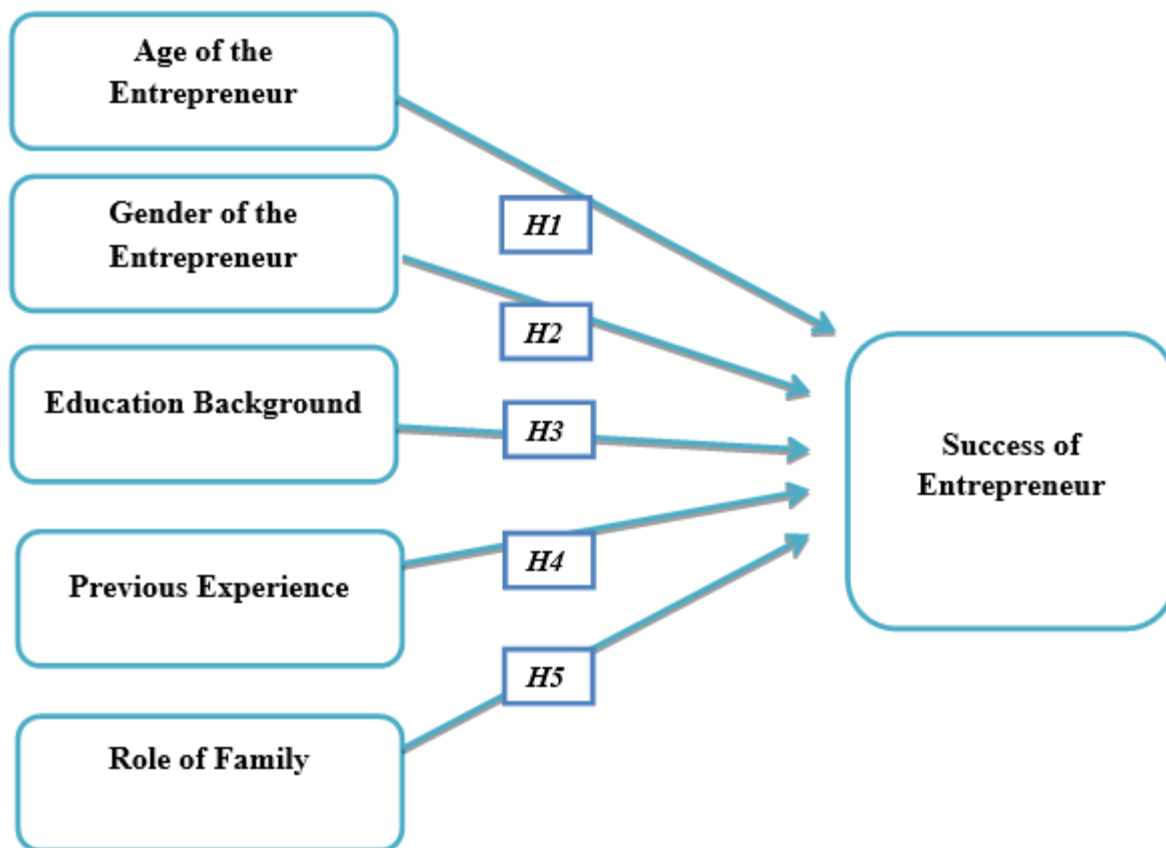 Age of the
Entrepreneur
Gender of the
Entrepreneur
Education Background
Previous Experience
Role of Family
H1
H2
H3
H4
H5
Success of
Entrepreneur